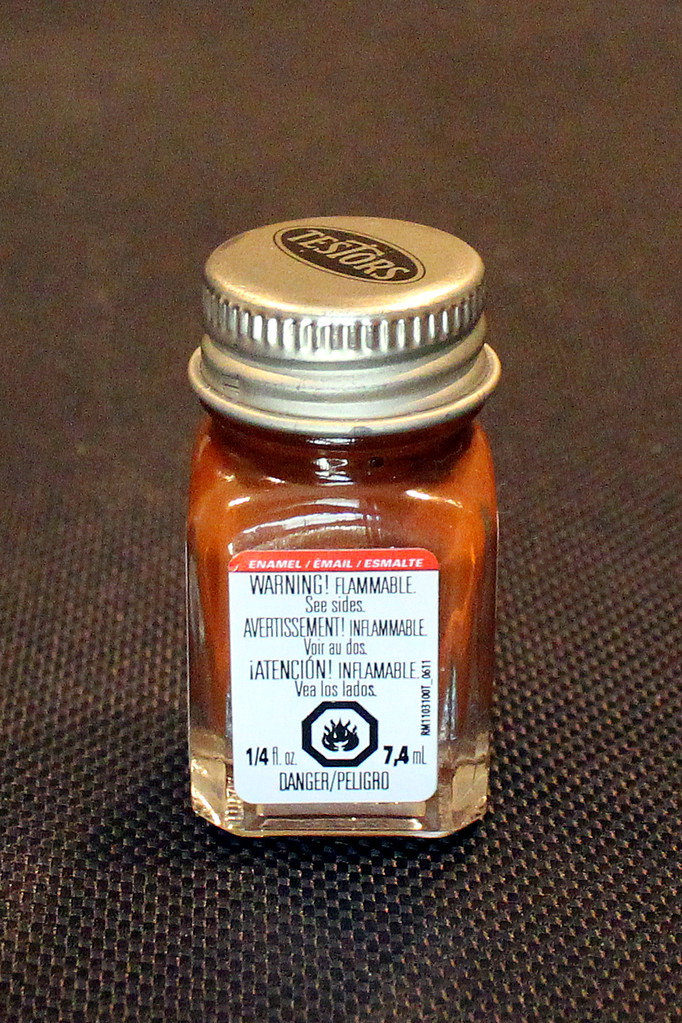 TESTORS
ENAMEL / ÉMAIL / ESMALTE
WARNING! FLAMMABLE.
See sides.
AVERTISSEMENT! INFLAMMABLE.
Voir au dos.
¡ATENCIÓN! INFLAMABLE.
Vea los lados.
RM1103100T_0611
1/4 fl. oz. 7,4 mL
DANGER/PELIGRO